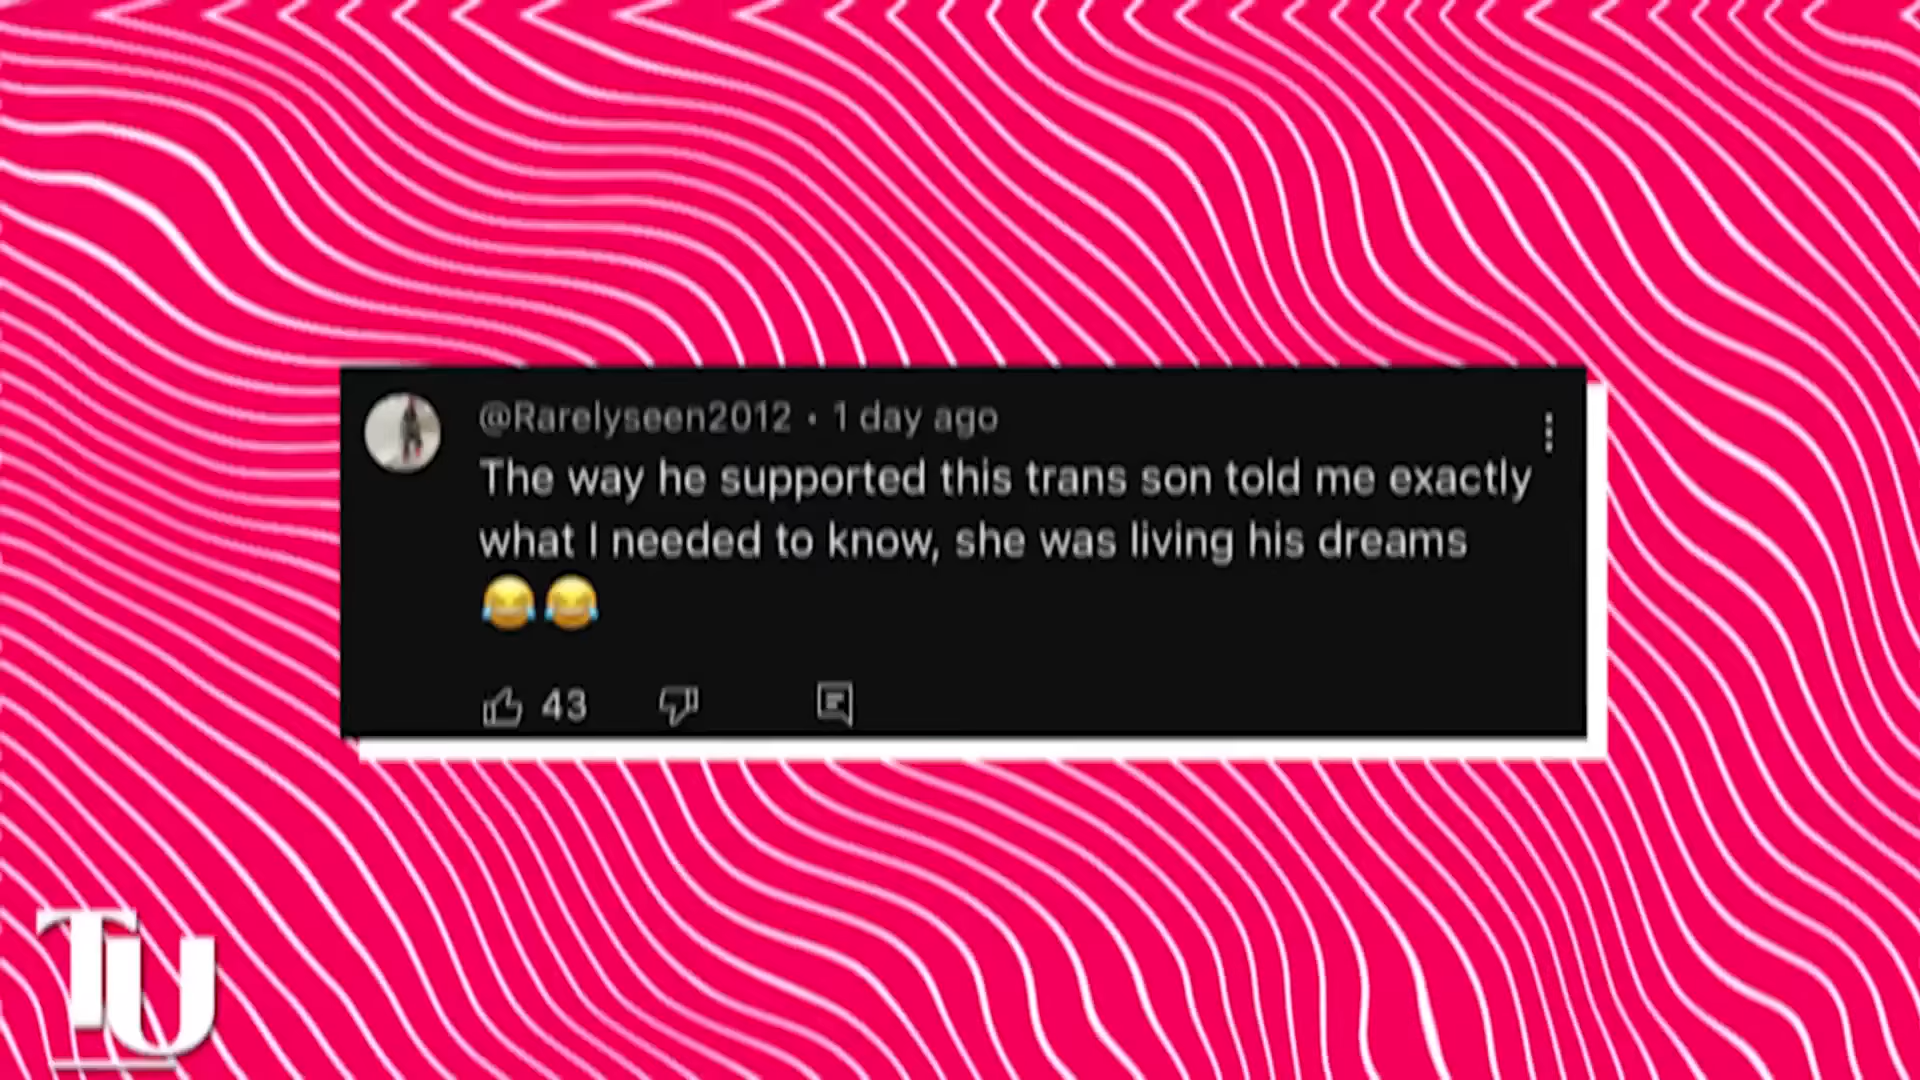 @Rarelyseen2012 · 1 day ago
The way he supported this trans son told me exactly
what I needed to know, she was living his dreams
😂😂
43
TU